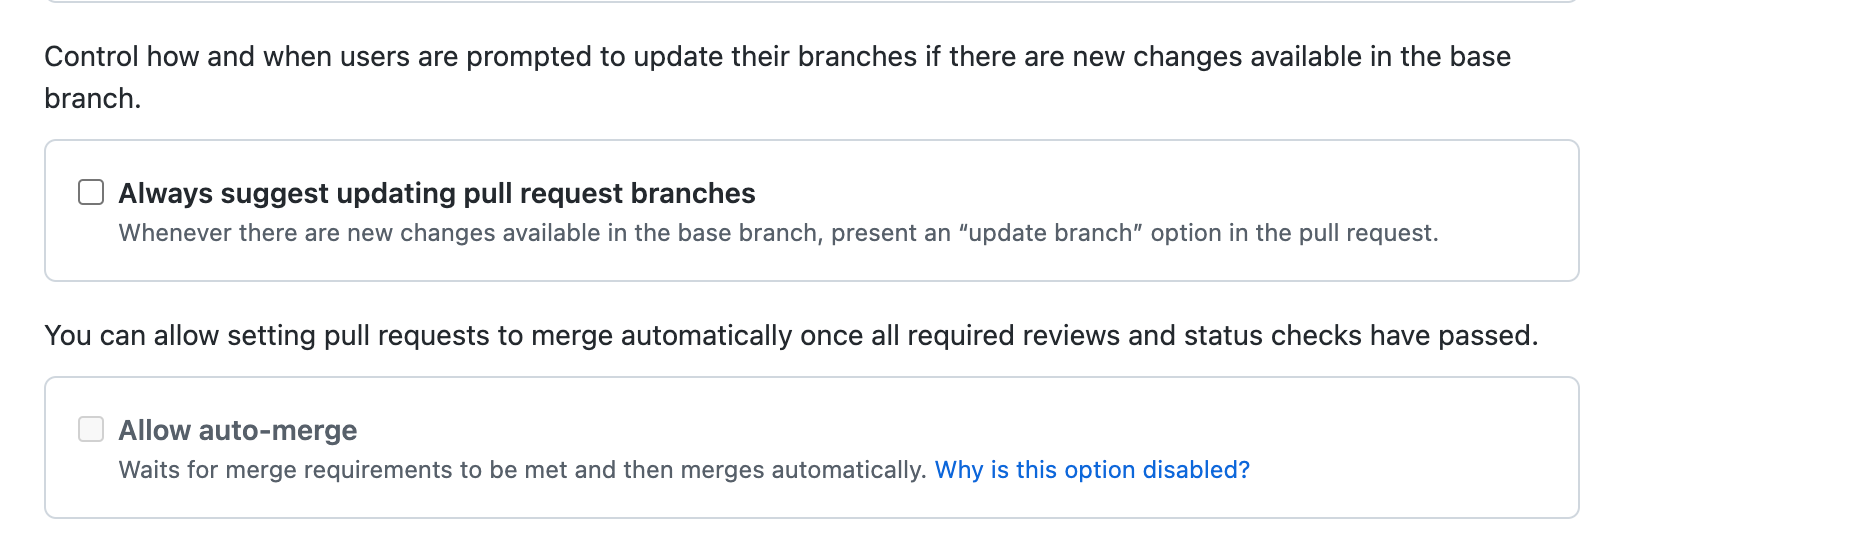 Control how and when users are prompted to update their branches if there are new changes available in the base
branch.
Always suggest updating pull request branches
Whenever there are new changes available in the base branch, present an “update branch” option in the pull request.
You can allow setting pull requests to merge automatically once all required reviews and status checks have passed.
Allow auto-merge
Waits for merge requirements to be met and then merges automatically. Why is this option disabled?